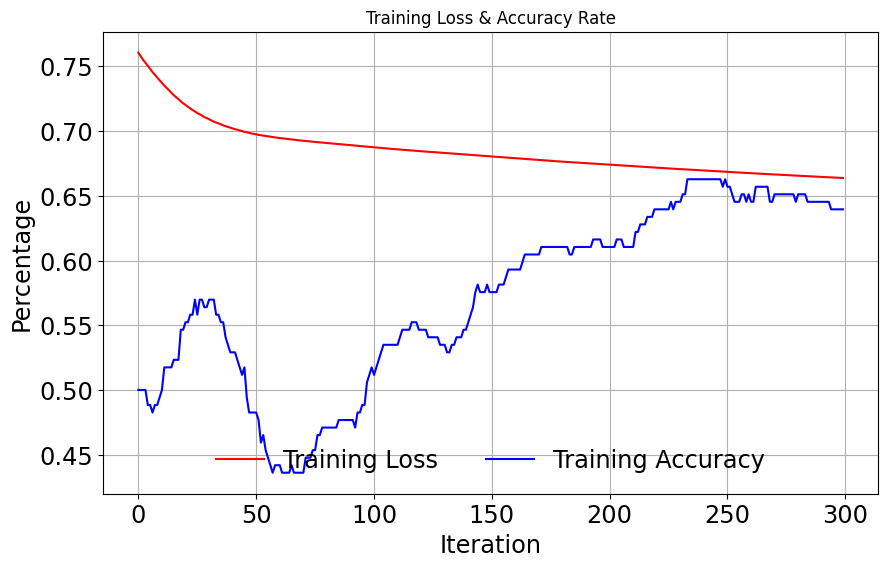 Training Loss & Accuracy Rate
0.75
0.70
0.65
0.60
0.55
0.50
0.45
Percentage
Training Loss
Training Accuracy
0 50 100 150 200 250 300
Iteration